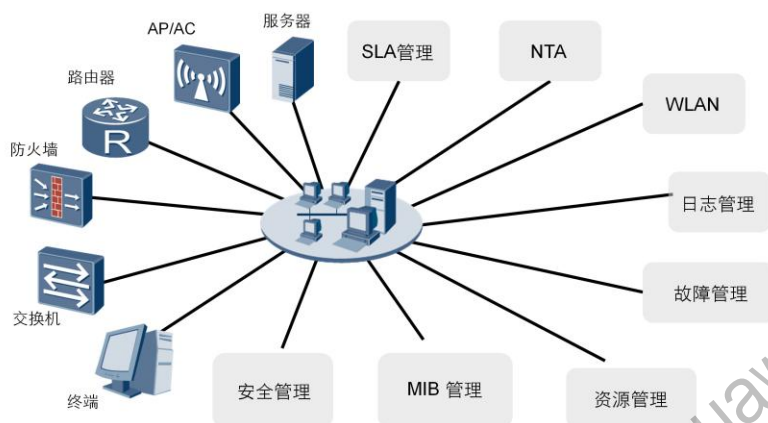 服务器
AP/AC
SLA管理
NTA
路由器
R
WLAN
防火墙
日志管理
交换机
故障管理
终端
安全管理
MIB 管理
资源管理